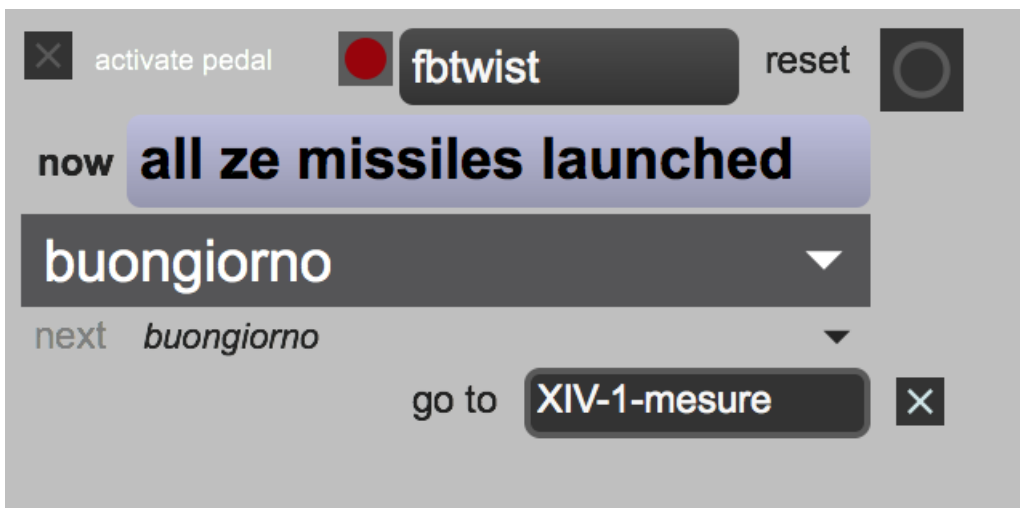 activate pedal fbtwist reset
now all ze missiles launched
buongiorno
next buongiorno
go to XIV-1-mesure